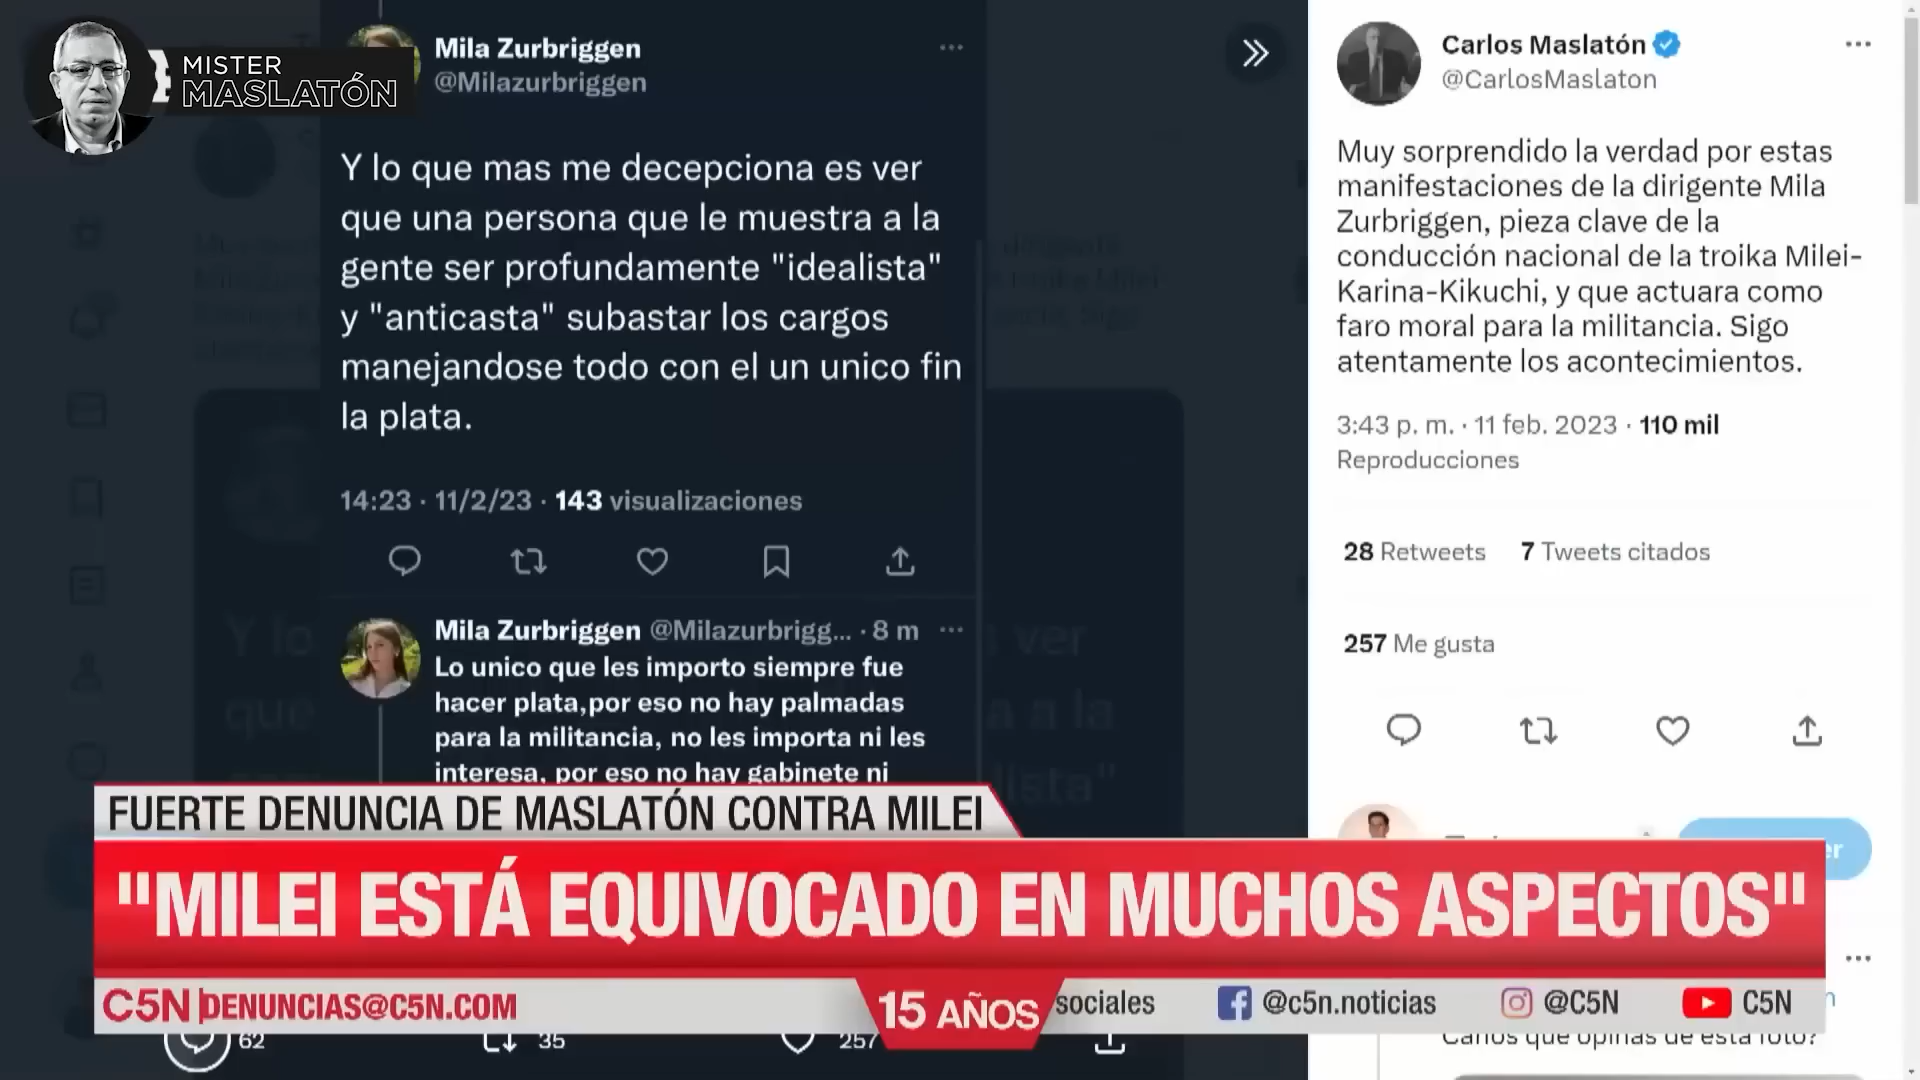 MISTER
MASLATÓN
Mila Zurbriggen
@Milazurbriggen
Y lo que mas me decepciona es ver
que una persona que le muestra a la
gente ser profundamente "idealista"
y "anticasta" subastar los cargos
manejandose todo con el un unico fin
la plata.
14:23 · 11/2/23 · 143 visualizaciones
Mila Zurbriggen @Milazurbrigg... · 8 m
Lo unico que les importo siempre fue
hacer plata,por eso no hay palmadas
para la militancia, no les importa ni les
interesa, por eso no hay gabinete ni
Carlos Maslatón
@CarlosMaslaton
Muy sorprendido la verdad por estas
manifestaciones de la dirigente Mila
Zurbriggen, pieza clave de la
conducción nacional de la troika Milei-
Karina-Kikuchi, y que actuara como
faro moral para la militancia. Sigo
atentamente los acontecimientos.
3:43 p. m. · 11 feb. 2023 · 110 mil
Reproducciones
28 Retweets 7 Tweets citados
257 Me gusta
FUERTE DENUNCIA DE MASLATÓN CONTRA MILEI
"MILEI ESTÁ EQUIVOCADO EN MUCHOS ASPECTOS"
C5N DENUNCIAS@C5N.COM
15 AÑOS
sociales @c5n.noticias @C5N C5N
62 35 257
Carlos que opinas de esta foto?